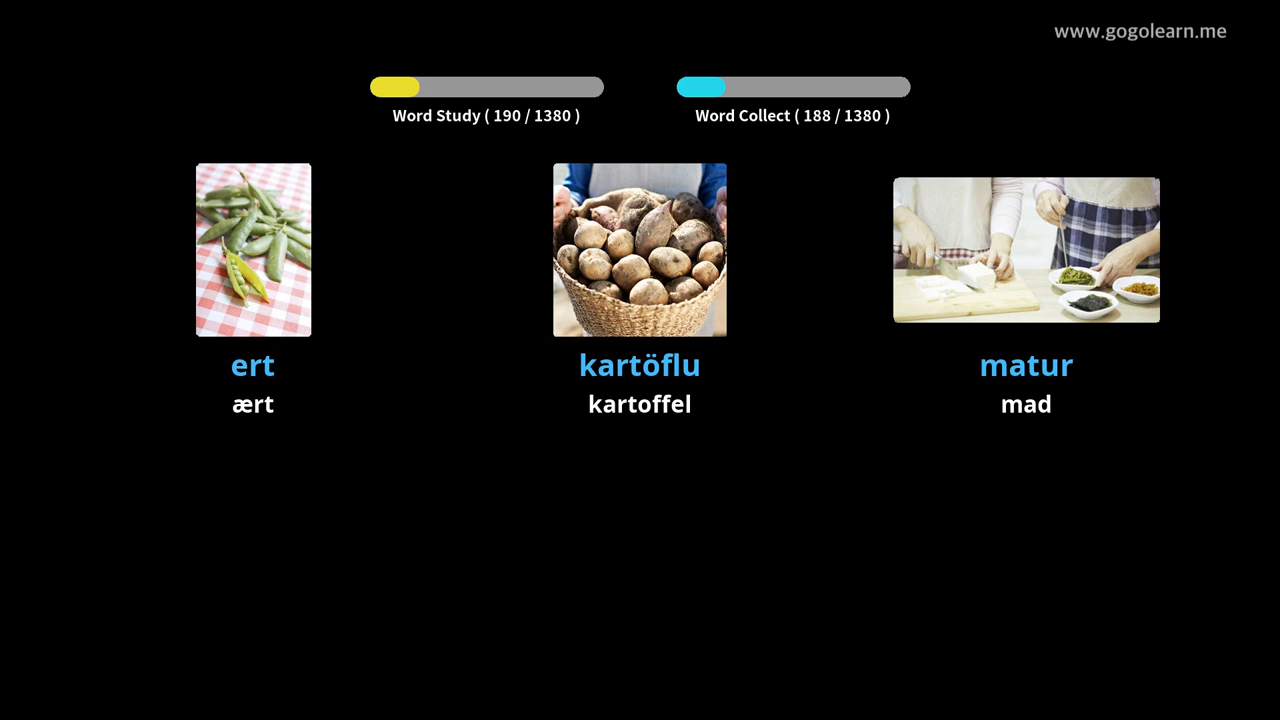 www.gogolearn.me
Word Study ( 190 / 1380 )
Word Collect ( 188 / 1380 )
ert
kartöflu
matur
ært
kartoffel
mad